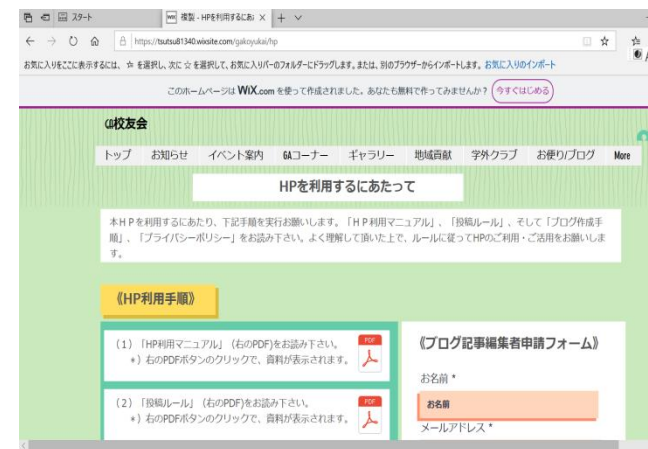 スタート
複製 - HPを利用するにあ
https://tsutsu81340.wixsite.com/gakoyukai/hp
お気に入りをここに表示するには、☆ を選択し、次に ☆ を選択して、お気に入りバーのフォルダーにドラッグします。または、別のブラウザーからインポートします。お気に入りのインポート
このホームページは WiX.com を使って作成されました。あなたも無料で作ってみませんか? 今すぐはじめる
校友会
トップ お知らせ イベント案内 GAコーナー ギャラリー 地域貢献 学外クラブ お便り/ブログ More
HPを利用するにあたって
本HPを利用するにあたり、下記手順を実行お願いします。「HP利用マニュアル」、「投稿ルール」、そして「ブログ作成手
順」、「プライバシーポリシー」をお読み下さい。よく理解して頂いた上で、ルールに従ってHPのご利用・ご活用をお願いしま
す。
《HP利用手順》
(1)「HP利用マニュアル」(右のPDF)をお読み下さい。
*)右のPDFボタンのクリックで、資料が表示されます。
PDF
(2)「投稿ルール」(右のPDF)をお読み下さい。
*)右のPDFボタンのクリックで、資料が表示されます。
PDF
《ブログ記事編集者申請フォーム》
お名前 *
お名前
メールアドレス *